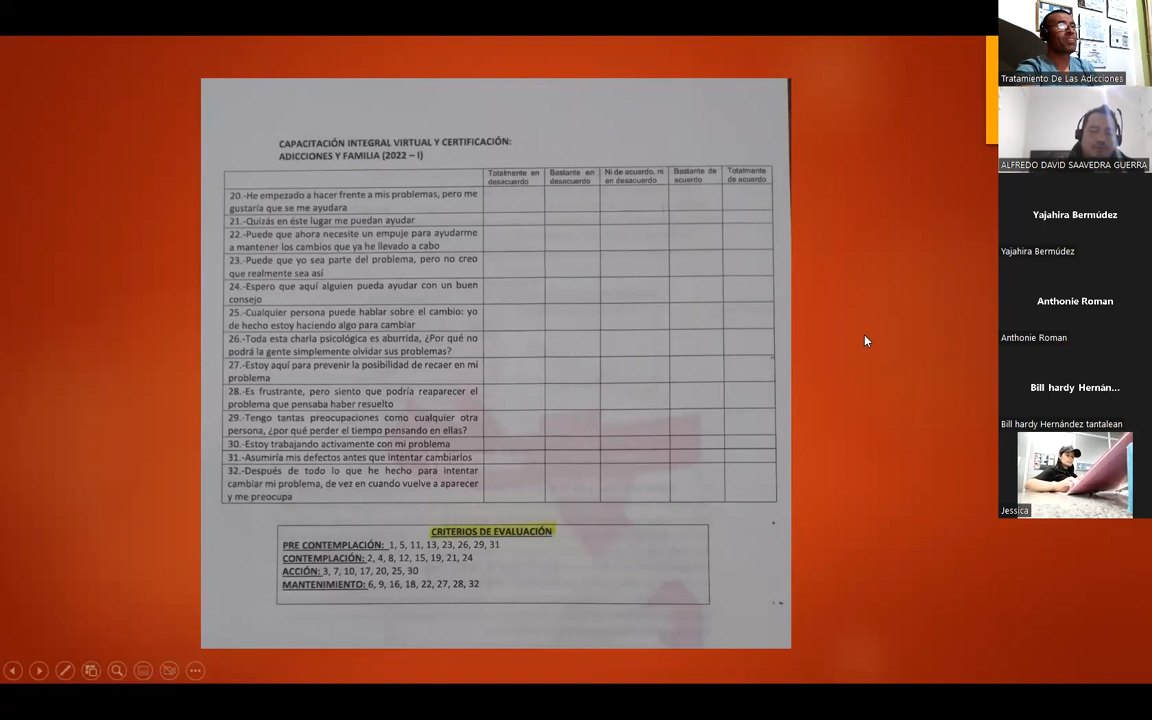 CAPACITACIÓN INTEGRAL VIRTUAL Y CERTIFICACIÓN:
ADICCIONES Y FAMILIA (2022 – I)
Totalmente en desacuerdo
Bastante en desacuerdo
Ni de acuerdo, ni en desacuerdo
Bastante de acuerdo
Totalmente de acuerdo
20.-He empezado a hacer frente a mis problemas, pero me
gustaría que se me ayudara
21.-Quizás en éste lugar me puedan ayudar
22.-Puede que ahora necesite un empuje para ayudarme
a mantener los cambios que ya he llevado a cabo
23.-Puede que yo sea parte del problema, pero no creo
que realmente sea así
24.-Espero que aquí alguien pueda ayudar con un buen
consejo
25.-Cualquier persona puede hablar sobre el cambio: yo
de hecho estoy haciendo algo para cambiar
26.-Toda esta charla psicológica es aburrida, ¿Por qué no
podrá la gente simplemente olvidar sus problemas?
27.-Estoy aquí para prevenir la posibilidad de recaer en mi
problema
28.-Es frustrante, pero siento que podría reaparecer el
problema que pensaba haber resuelto
29.-Tengo tantas preocupaciones como cualquier otra
persona, ¿por qué perder el tiempo pensando en ellas?
30.-Estoy trabajando activamente con mi problema
31.-Asumiría mis defectos antes que intentar cambiarlos
32.-Después de todo lo que he hecho para intentar
cambiar mi problema, de vez en cuando vuelve a aparecer
y me preocupa
CRITERIOS DE EVALUACIÓN
PRE CONTEMPLACIÓN: 1, 5, 11, 13, 23, 26, 29, 31
CONTEMPLACIÓN: 2, 4, 8, 12, 15, 19, 21, 24
ACCIÓN: 3, 7, 10, 17, 20, 25, 30
MANTENIMIENTO: 6, 9, 16, 18, 22, 27, 28, 32
Tratamiento De Las Adicciones
ALFREDO DAVID SAAVEDRA GUERRA
Yajahira Bermúdez
Yajahira Bermúdez
Anthonie Roman
Anthonie Roman
Bill hardy Hernán...
Bill hardy Hernández tantalean
Jessica